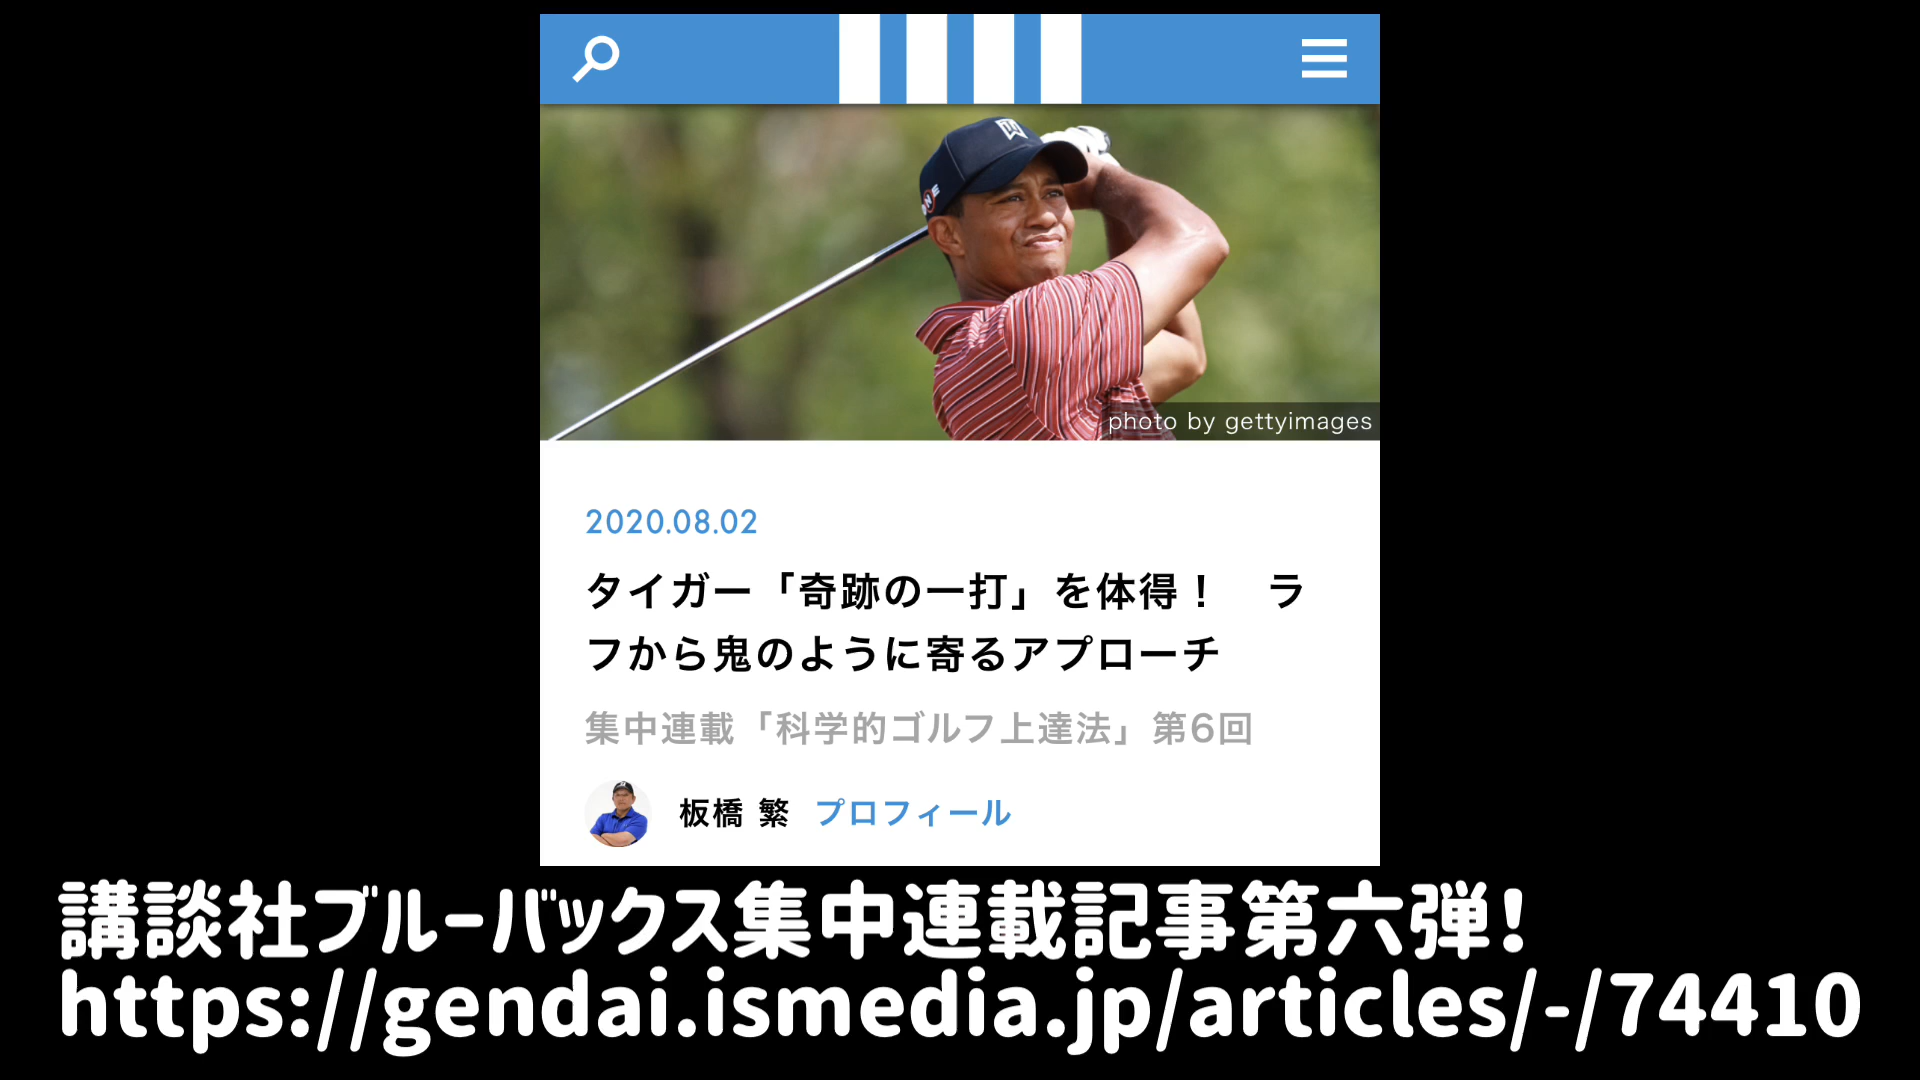 photo by gettyimages
2020.08.02
タイガー「奇跡の一打」を体得！　ラ
フから鬼のように寄るアプローチ
集中連載「科学的ゴルフ上達法」第6回
板橋 繁 プロフィール
講談社ブルーバックス集中連載記事第六弾！
https://gendai.ismedia.jp/articles/-/74410